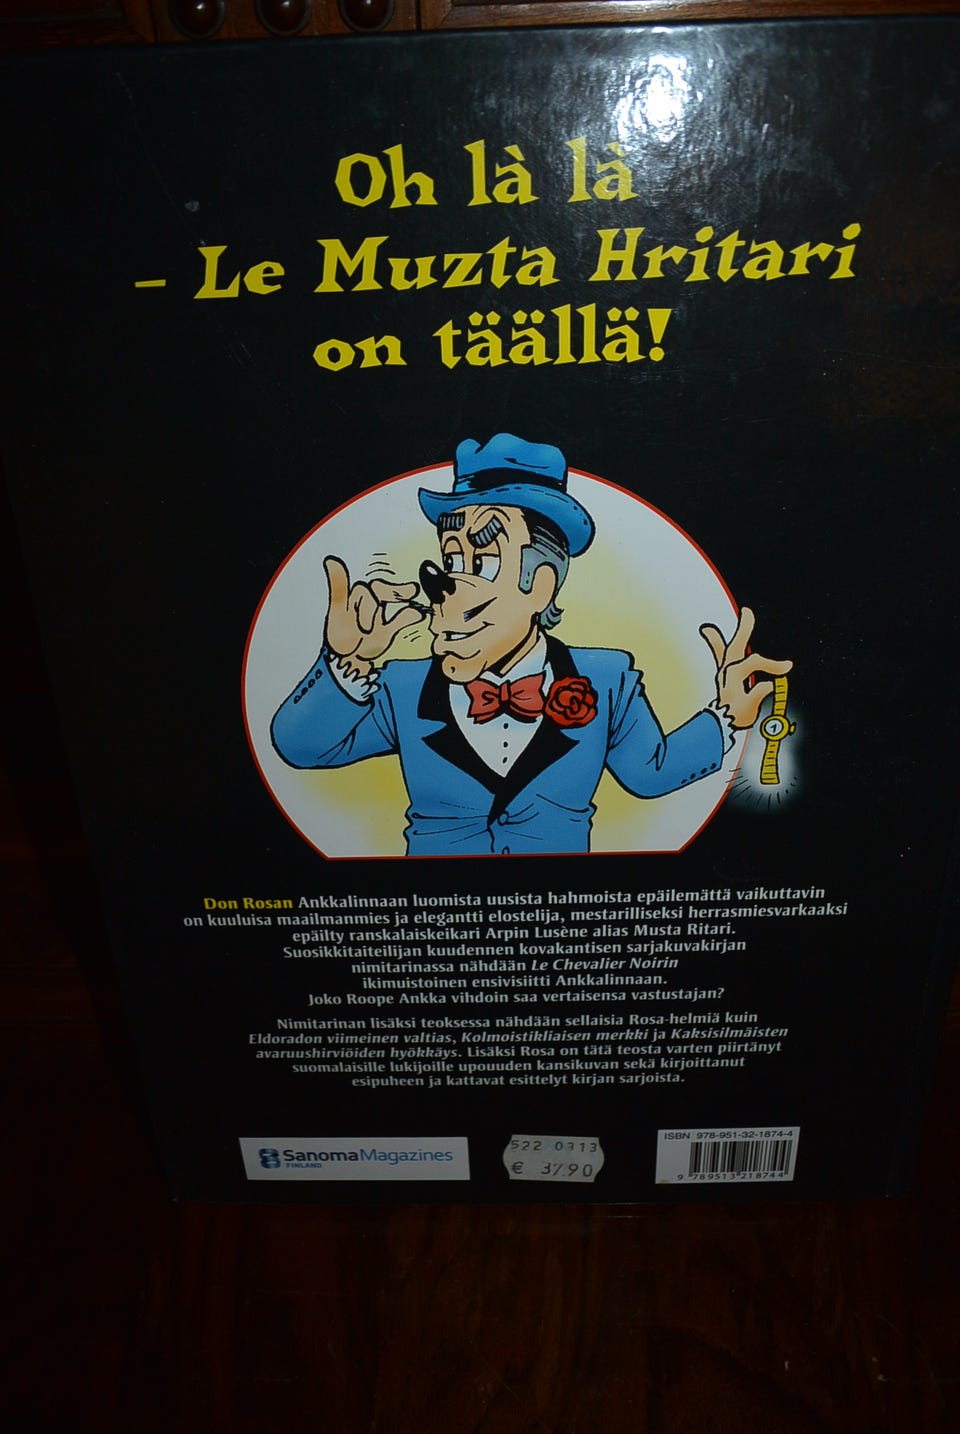 Oh là là
– Le Muzta Hritari
on täällä!
1
Don Rosan Ankkalinnaan luomista uusista hahmoista epäilemättä vaikuttavin
on kuuluisa maailmanmies ja elegantti elostelija, mestarilliseksi herrasmiesvarkaaksi
epäilty ranskalaiskeikari Arpin Lusène alias Musta Ritari.
Suosikkitaiteilijan kuudennen kovakantisen sarjakuvakirjan
nimitarinassa nähdään Le Chevalier Noirin
ikimuistoinen ensivisiitti Ankkalinnaan.
Joko Roope Ankka vihdoin saa vertaisensa vastustajan?
Nimitarinan lisäksi teoksessa nähdään sellaisia Rosa-helmiä kuin
Eldoradon viimeinen valtias, Kolmoistikliaisen merkki ja Kaksisilmäisten
avaruushirviöiden hyökkäys. Lisäksi Rosa on tätä teosta varten piirtänyt
suomalaisille lukijoille upouuden kansikuvan sekä kirjoittanut
esipuheen ja kattavat esittelyt kirjan sarjoista.
SanomaMagazines
FINLAND
522 0313
€ 37.90
ISBN 978-951-32-1874-4
9 789513 218744